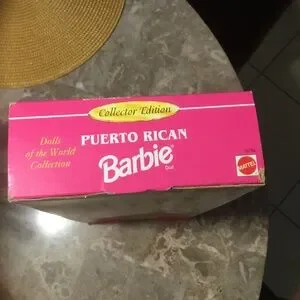 Collector Edition
Dolls
of the World
Collection
PUERTO RICAN
Barbie®
Doll
MATTEL